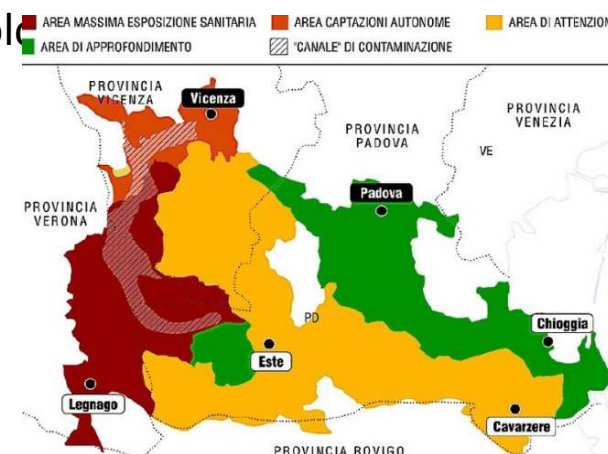 AREA MASSIMA ESPOSIZIONE SANITARIA
AREA CAPTAZIONI AUTONOME
AREA DI ATTENZION
AREA DI APPROFONDIMENTO
"CANALE" DI CONTAMINAZIONE
PROVINCIA
VICENZA
Vicenza
PROVINCIA
PADOVA
PROVINCIA
VENEZIA
VE
PROVINCIA
VERONA
Padova
PD
Chioggia
Este
Legnago
Cavarzere
PROVINCIA ROVIGO